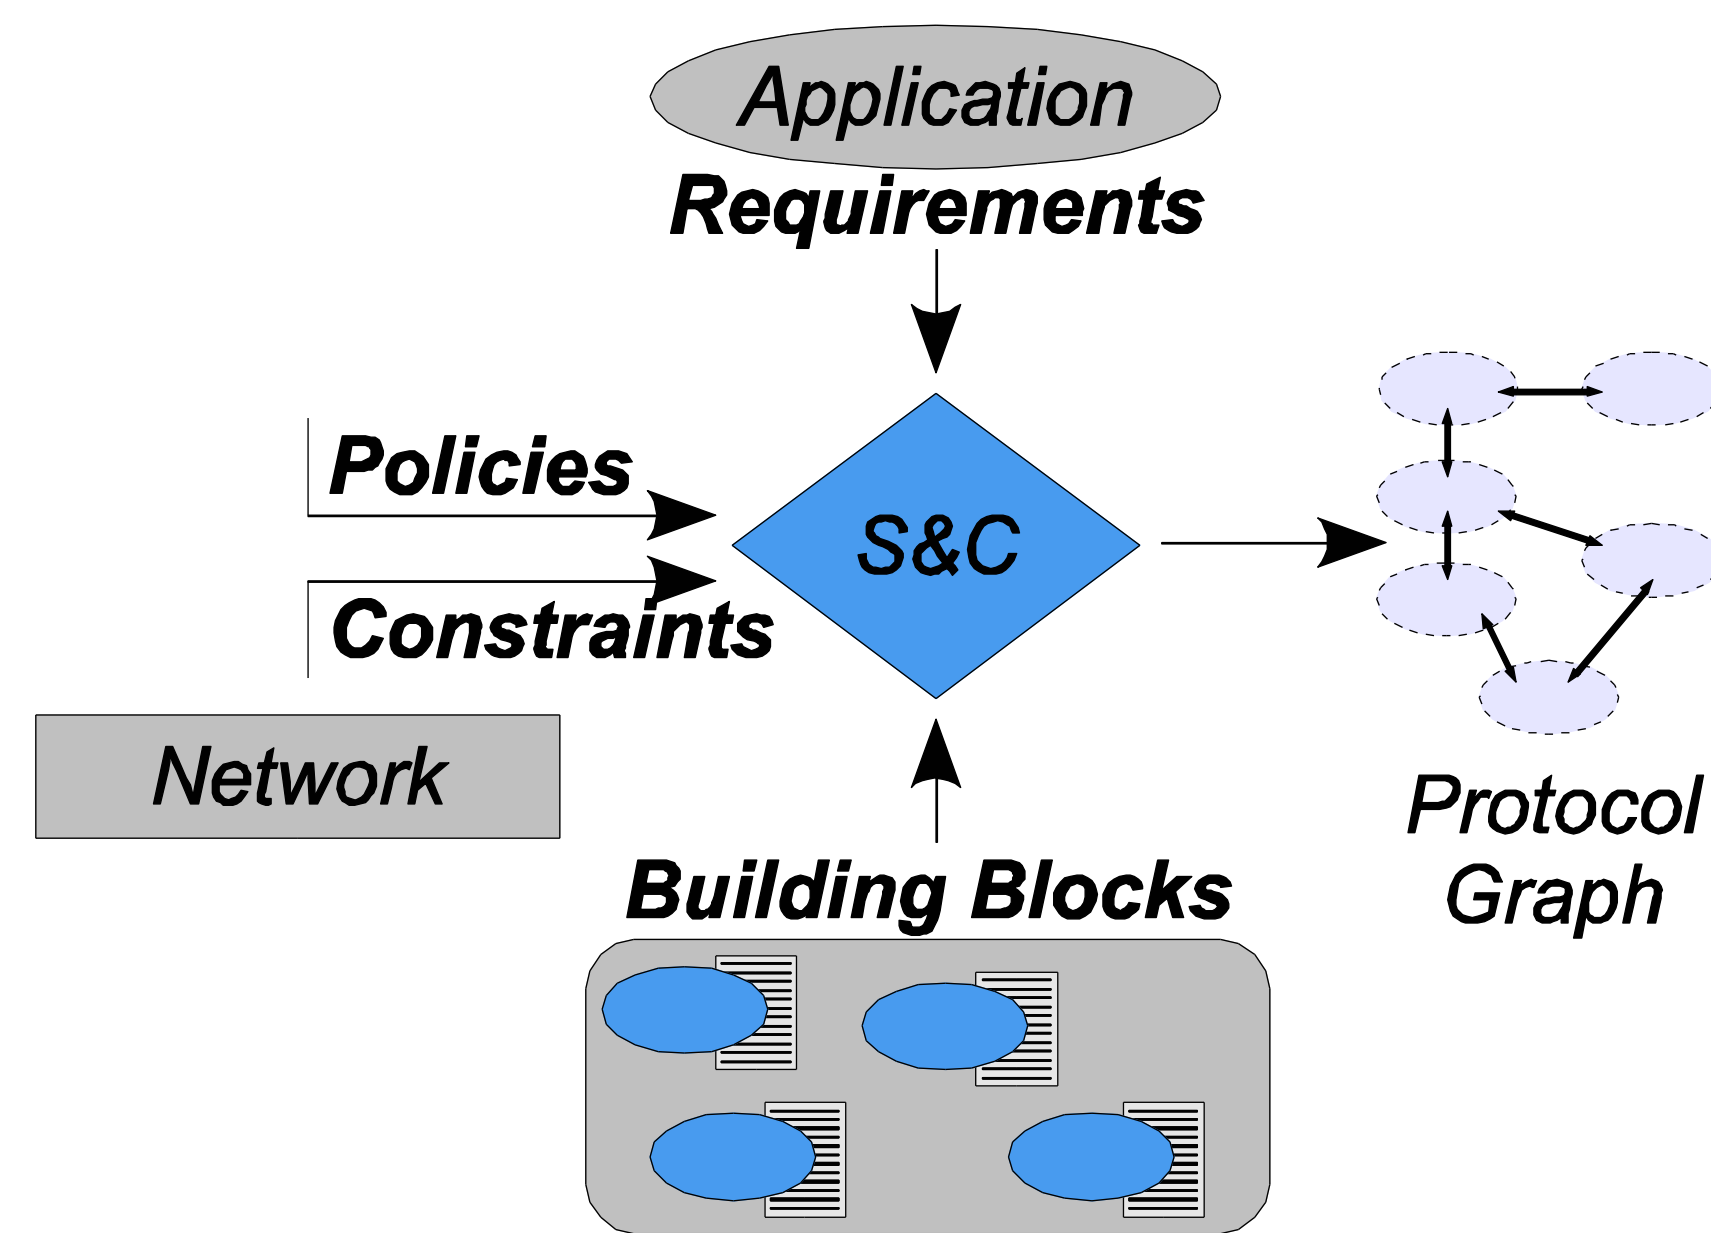 Application
Requirements
Policies
S&C
Constraints
Network
Protocol
Graph
Building Blocks